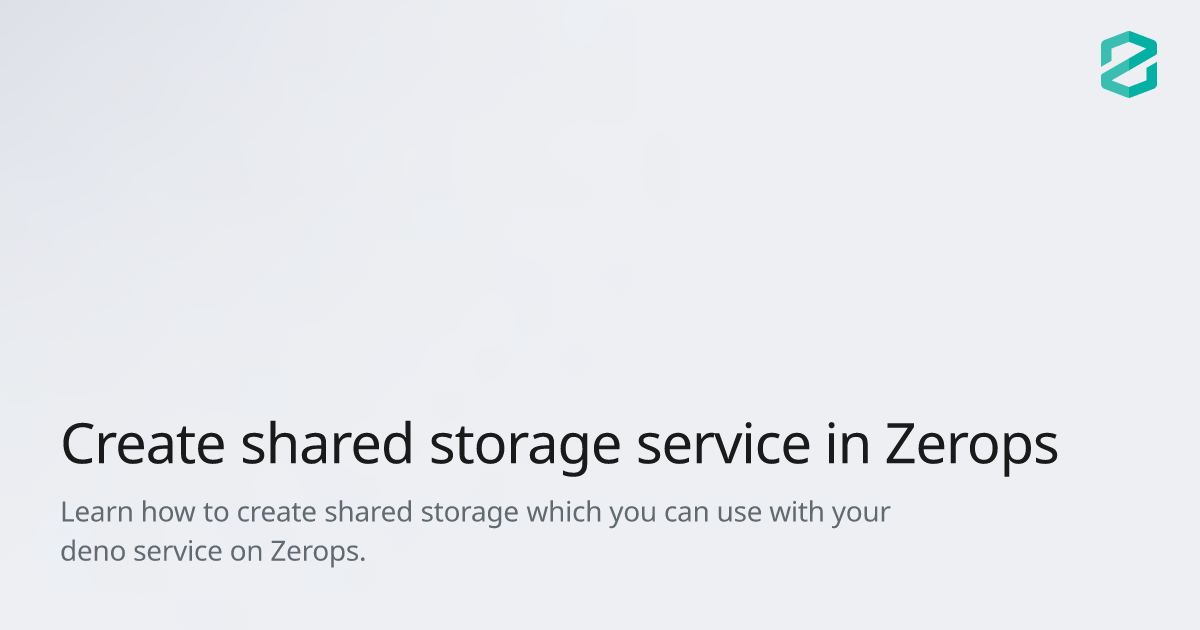 Create shared storage service in Zerops
Learn how to create shared storage which you can use with your
deno service on Zerops.